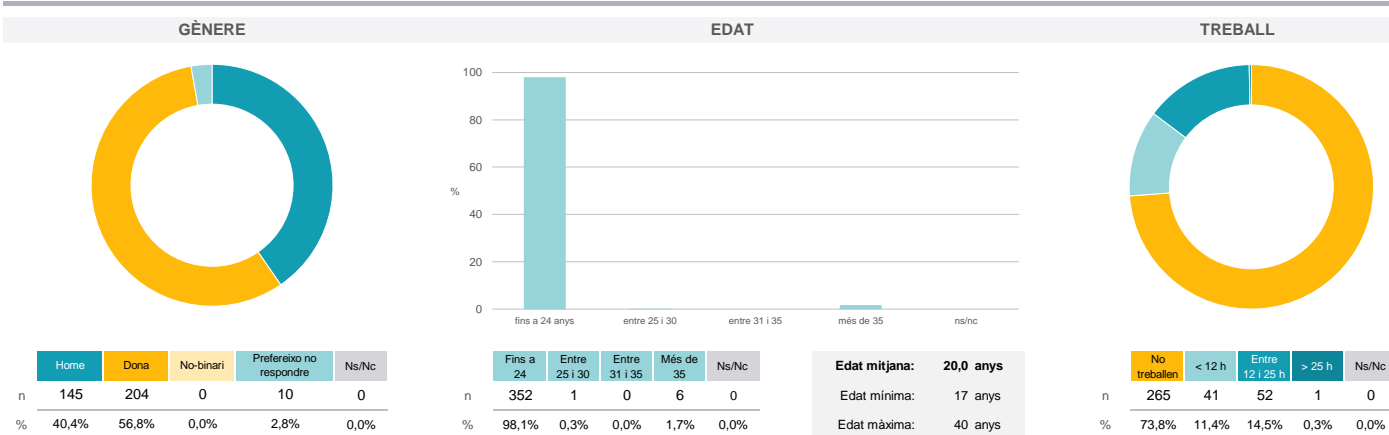 GÈNERE EDAT TREBALL
100
80
60
%
40
20
0
fins a 24 anys entre 25 i 30 entre 31 i 35 més de 35 ns/nc
Home Dona No-binari Prefereixo no respondre Ns/Nc
n 145 204 0 10 0
% 40,4% 56,8% 0,0% 2,8% 0,0%
Fins a 24 Entre 25 i 30 Entre 31 i 35 Més de 35 Ns/Nc
n 352 1 0 6 0
% 98,1% 0,3% 0,0% 1,7% 0,0%
Edat mitjana: 20,0 anys
Edat mínima: 17 anys
Edat màxima: 40 anys
No treballen < 12 h Entre 12 i 25 h > 25 h Ns/Nc
n 265 41 52 1 0
% 73,8% 11,4% 14,5% 0,3% 0,0%